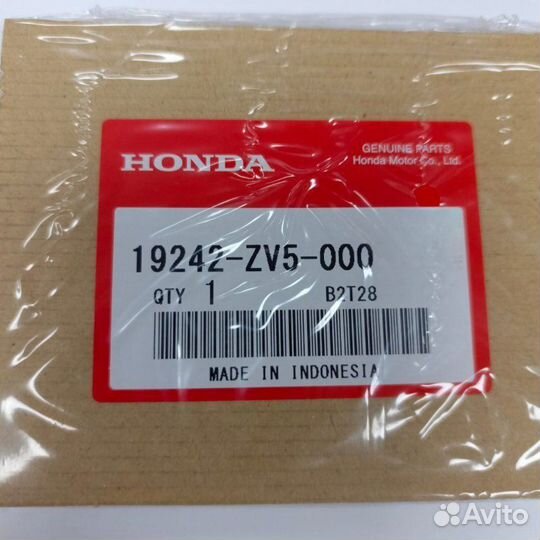 HONDA
GENUINE PARTS
Honda Motor Co., Ltd.
19242-ZV5-000
QTY 1 B2T28
MADE IN INDONESIA
Avito